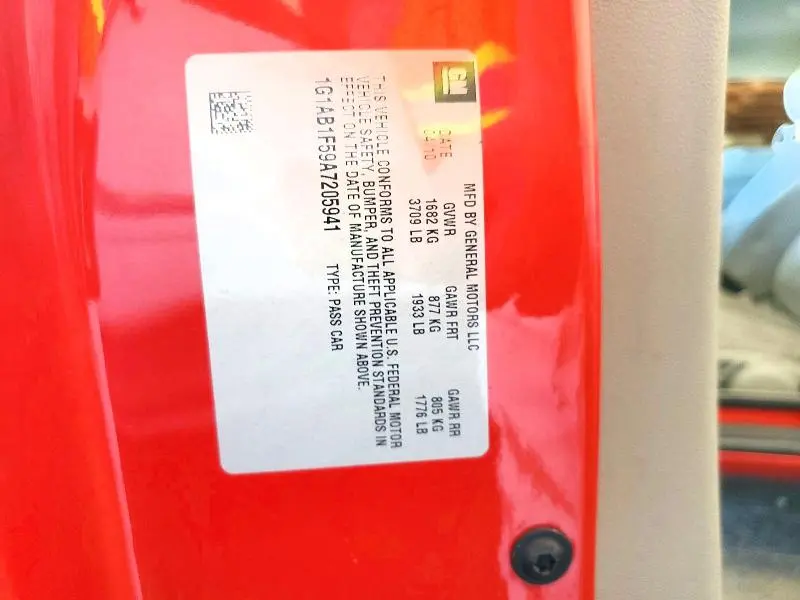 GM
MFD BY GENERAL MOTORS LLC
DATE GVWR GAWR FRT GAWR RR
04/10 1682 KG 877 KG 805 KG
3709 LB 1933 LB 1776 LB
THIS VEHICLE CONFORMS TO ALL APPLICABLE U.S. FEDERAL MOTOR
VEHICLE SAFETY, BUMPER, AND THEFT PREVENTION STANDARDS IN
EFFECT ON THE DATE OF MANUFACTURE SHOWN ABOVE.
1G1AB1F59A7205941 TYPE: PASS CAR